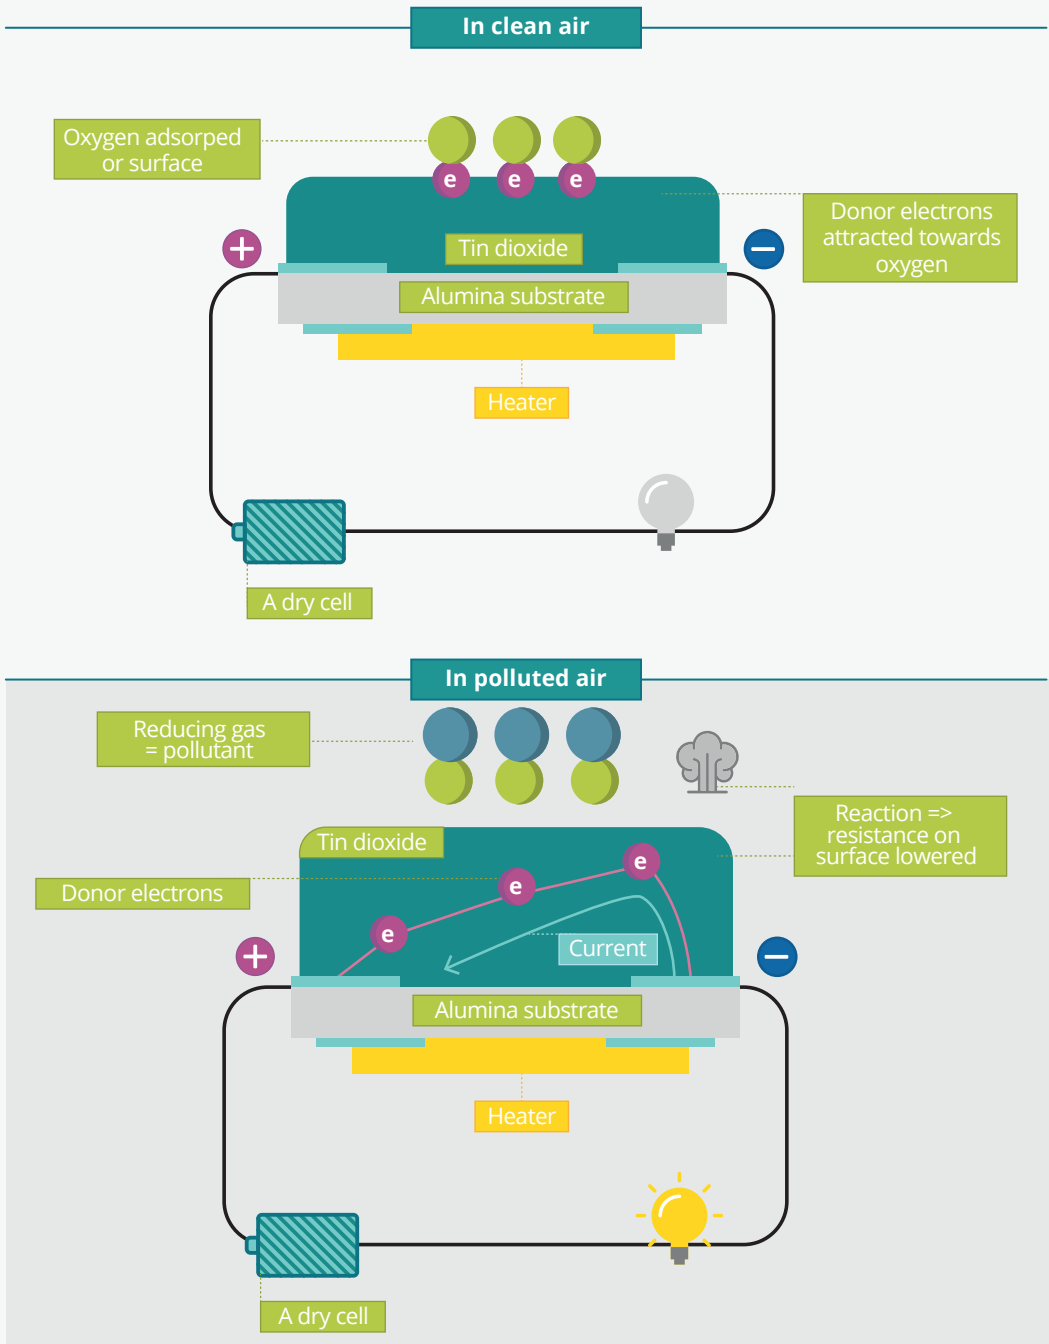 In clean air
Oxygen adsorped
or surface
e e e
Donor electrons
attracted towards
oxygen
Tin dioxide
Alumina substrate
Heater
A dry cell
In polluted air
Reducing gas
= pollutant
Reaction =>
resistance on
surface lowered
Tin dioxide
e
Donor electrons
e
e
Current
Alumina substrate
Heater
A dry cell